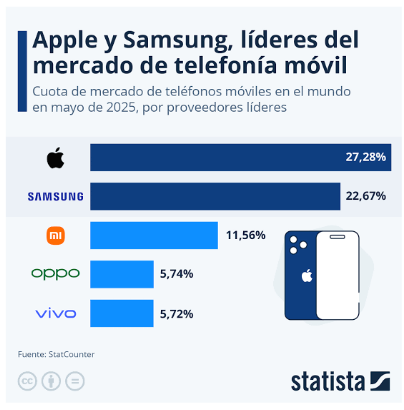 Apple y Samsung, líderes del
mercado de telefonía móvil
Cuota de mercado de teléfonos móviles en el mundo
en mayo de 2025, por proveedores líderes
27,28%
SAMSUNG
22,67%
mi
11,56%
oppo
5,74%
vivo
5,72%
Fuente: StatCounter
cc
statista